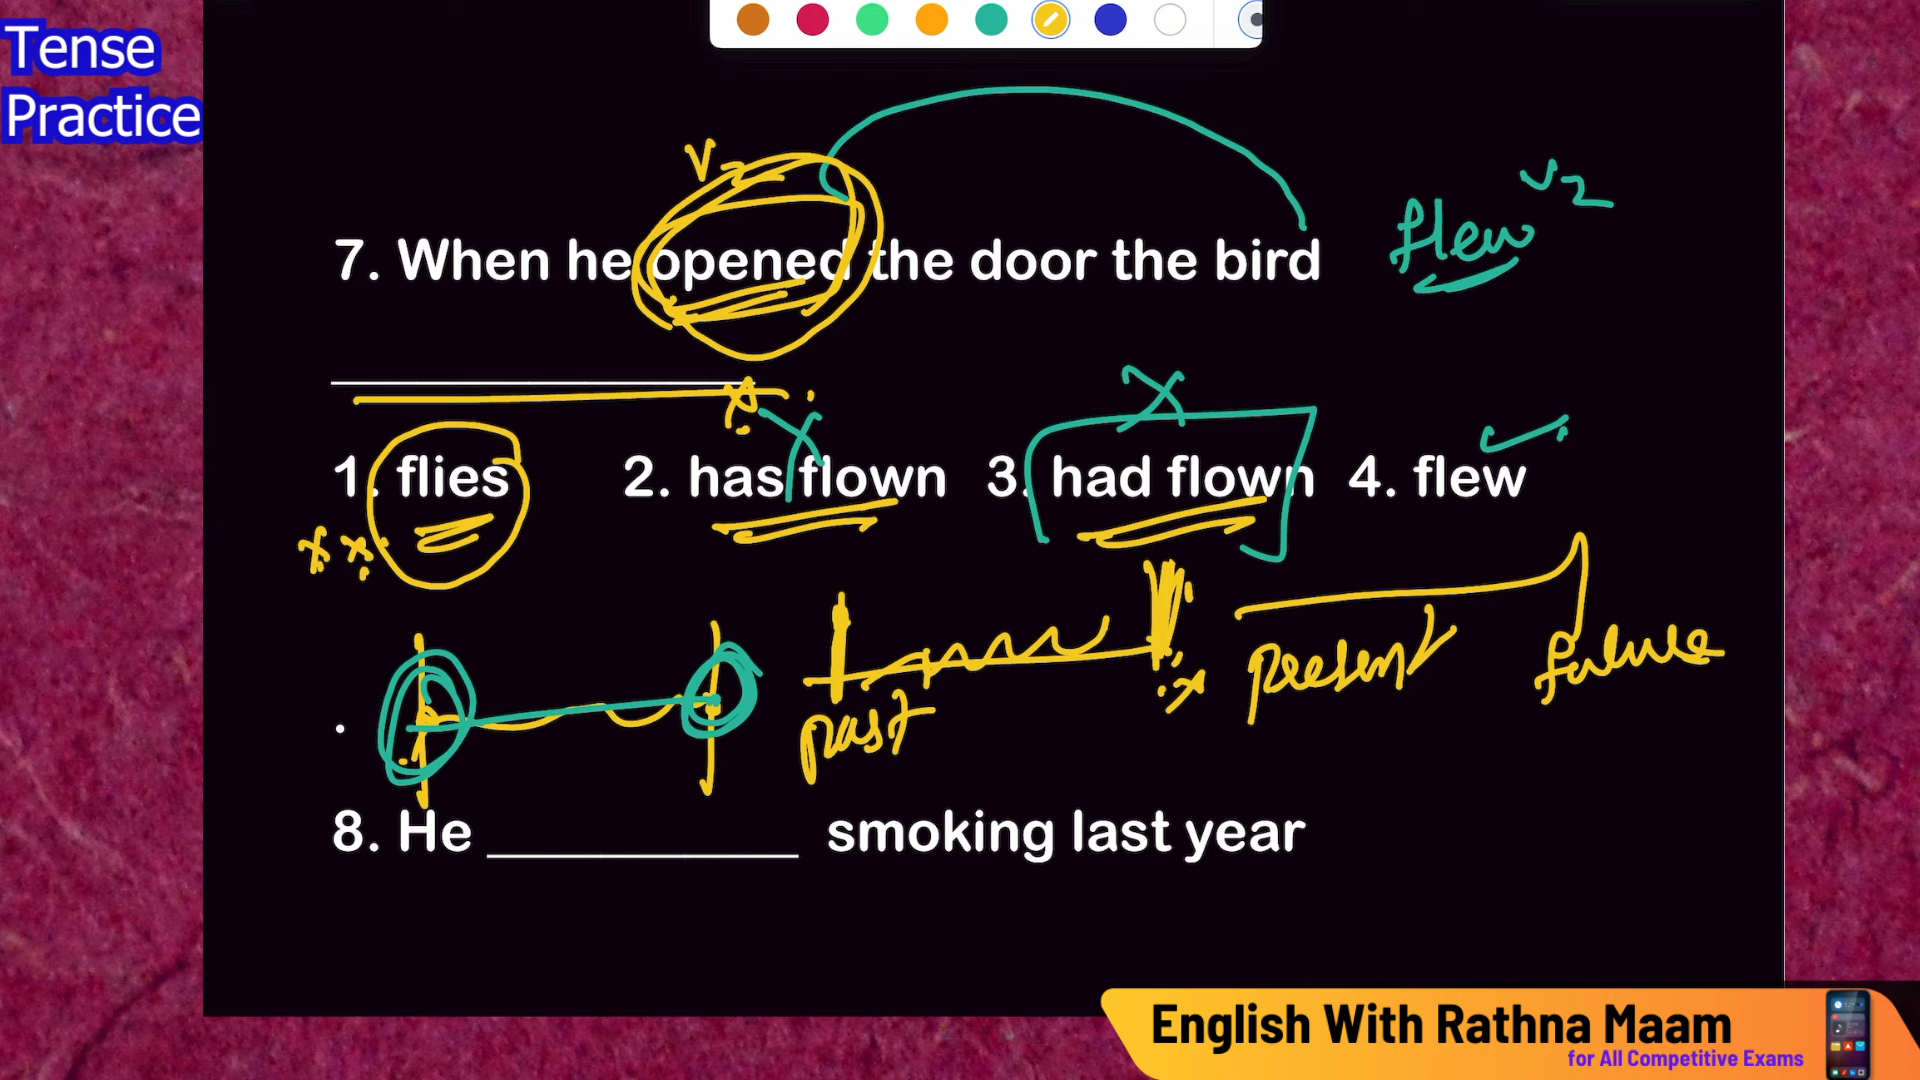 Tense
Practice
V2
7. When he opened the door the bird
flew V2
____________
1. flies 2. has flown 3. had flown 4. flew
past present future
.
8. He __________ smoking last year
English With Rathna Maam
for All Competitive Exams